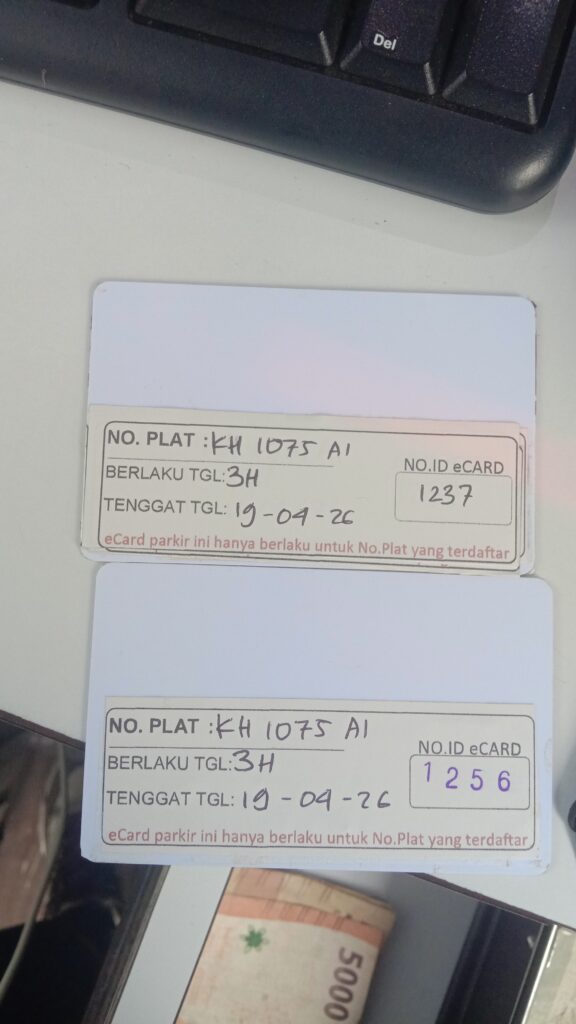 Del
NO. PLAT : KH 1075 AI
BERLAKU TGL: 3H
NO.ID eCARD
1237
TENGGAT TGL: 19-04-26
eCard parkir ini hanya berlaku untuk No.Plat yang terdaftar
NO. PLAT : KH 1075 AI
BERLAKU TGL: 3H
NO.ID eCARD
1256
TENGGAT TGL: 19-04-26
eCard parkir ini hanya berlaku untuk No.Plat yang terdaftar
5000